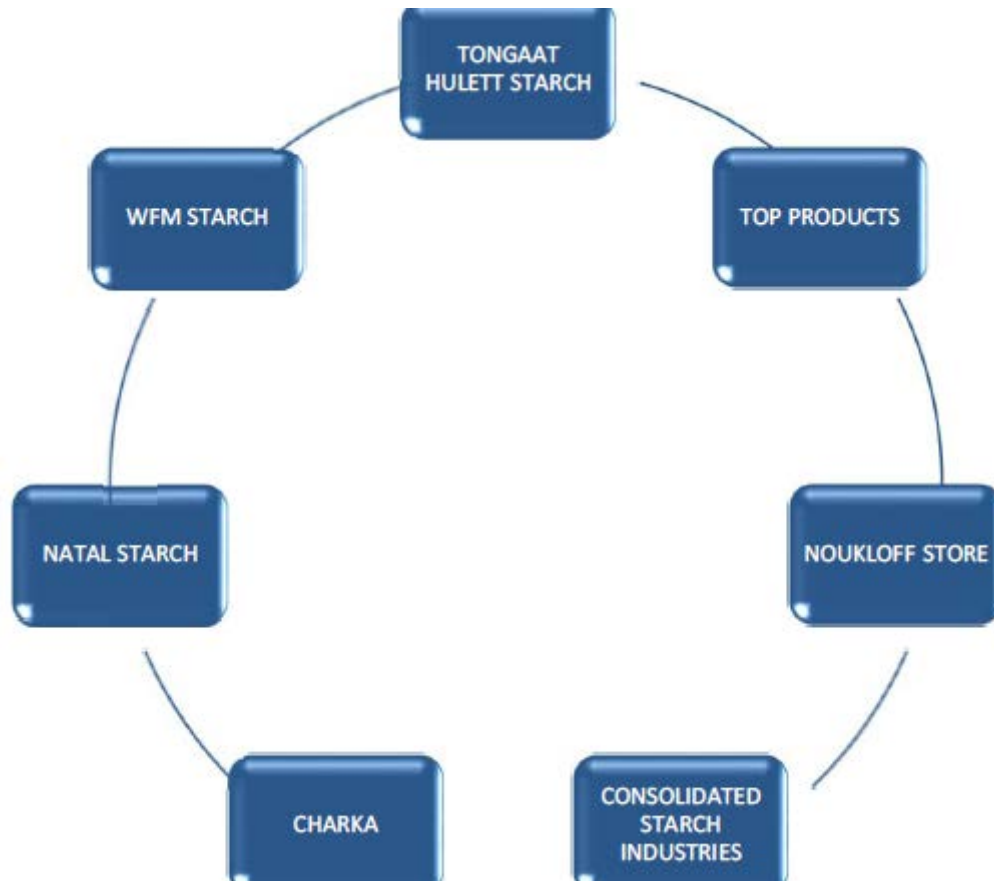 TONGAAT
HULETT STARCH
WFM STARCH
TOP PRODUCTS
NATAL STARCH
NOUKLOFF STORE
CHARKA
CONSOLIDATED
STARCH
INDUSTRIES